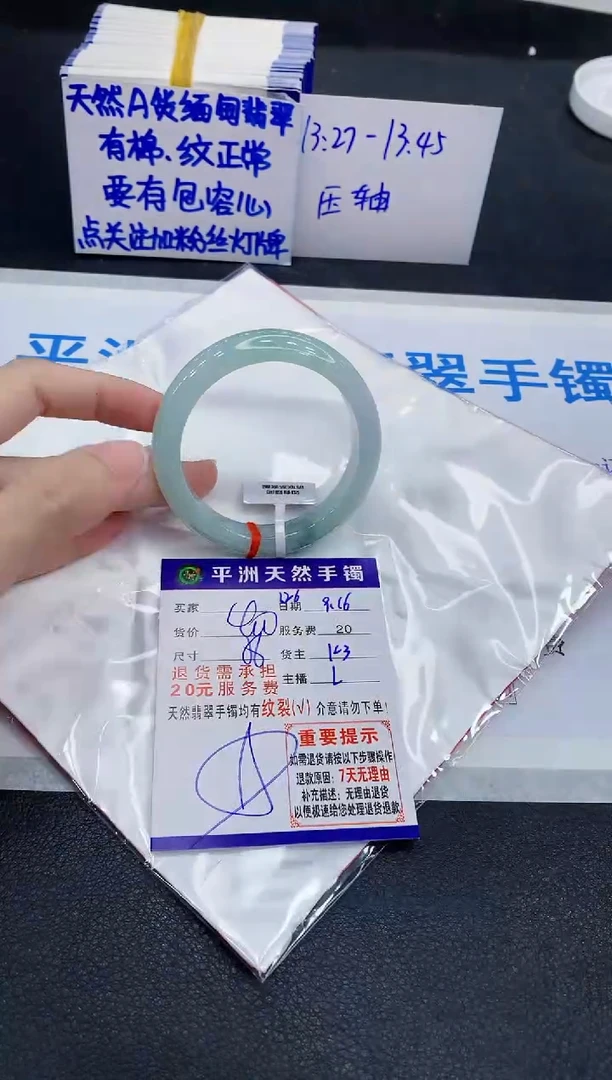 天然A货缅甸翡翠
有棉、纹正常
要有包容心
点关注加粉丝灯牌
13:27-13:45
压轴
平洲
翠手镯
平洲天然手镯
买家 日期 9.16
货价 服务费 20
尺寸 货主 143
退货需承担 主播 L
20元服务费
天然翡翠手镯均有纹裂(√)介意请勿下单!
重要提示
如需退货请按以下步骤操作
退款原因:7天无理由
补充描述:无理由退货
以便极速给您处理退货退款